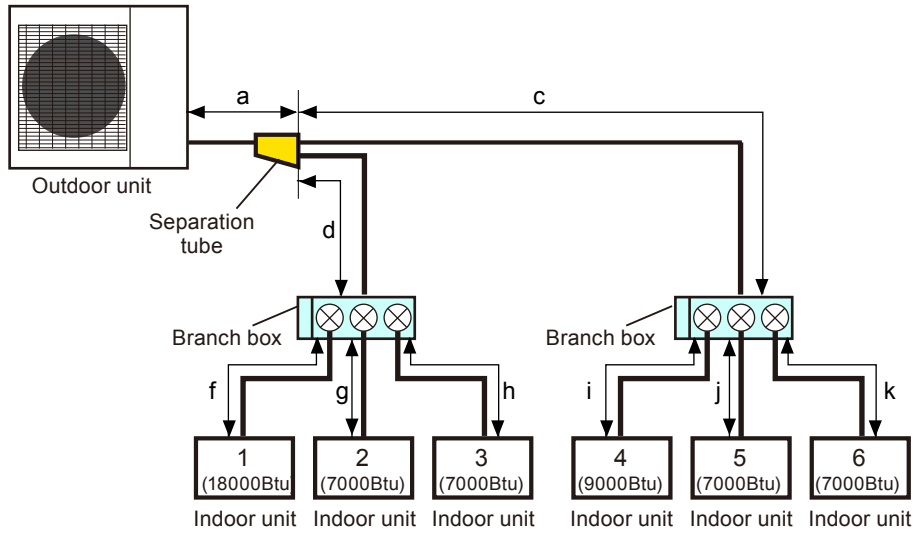 a
c
Outdoor unit
Separation
tube
d
Branch box
Branch box
f
g
h
i
j
k
1
(18000Btu)
2
(7000Btu)
3
(7000Btu)
4
(9000Btu)
5
(7000Btu)
6
(7000Btu)
Indoor unit
Indoor unit
Indoor unit
Indoor unit
Indoor unit
Indoor unit